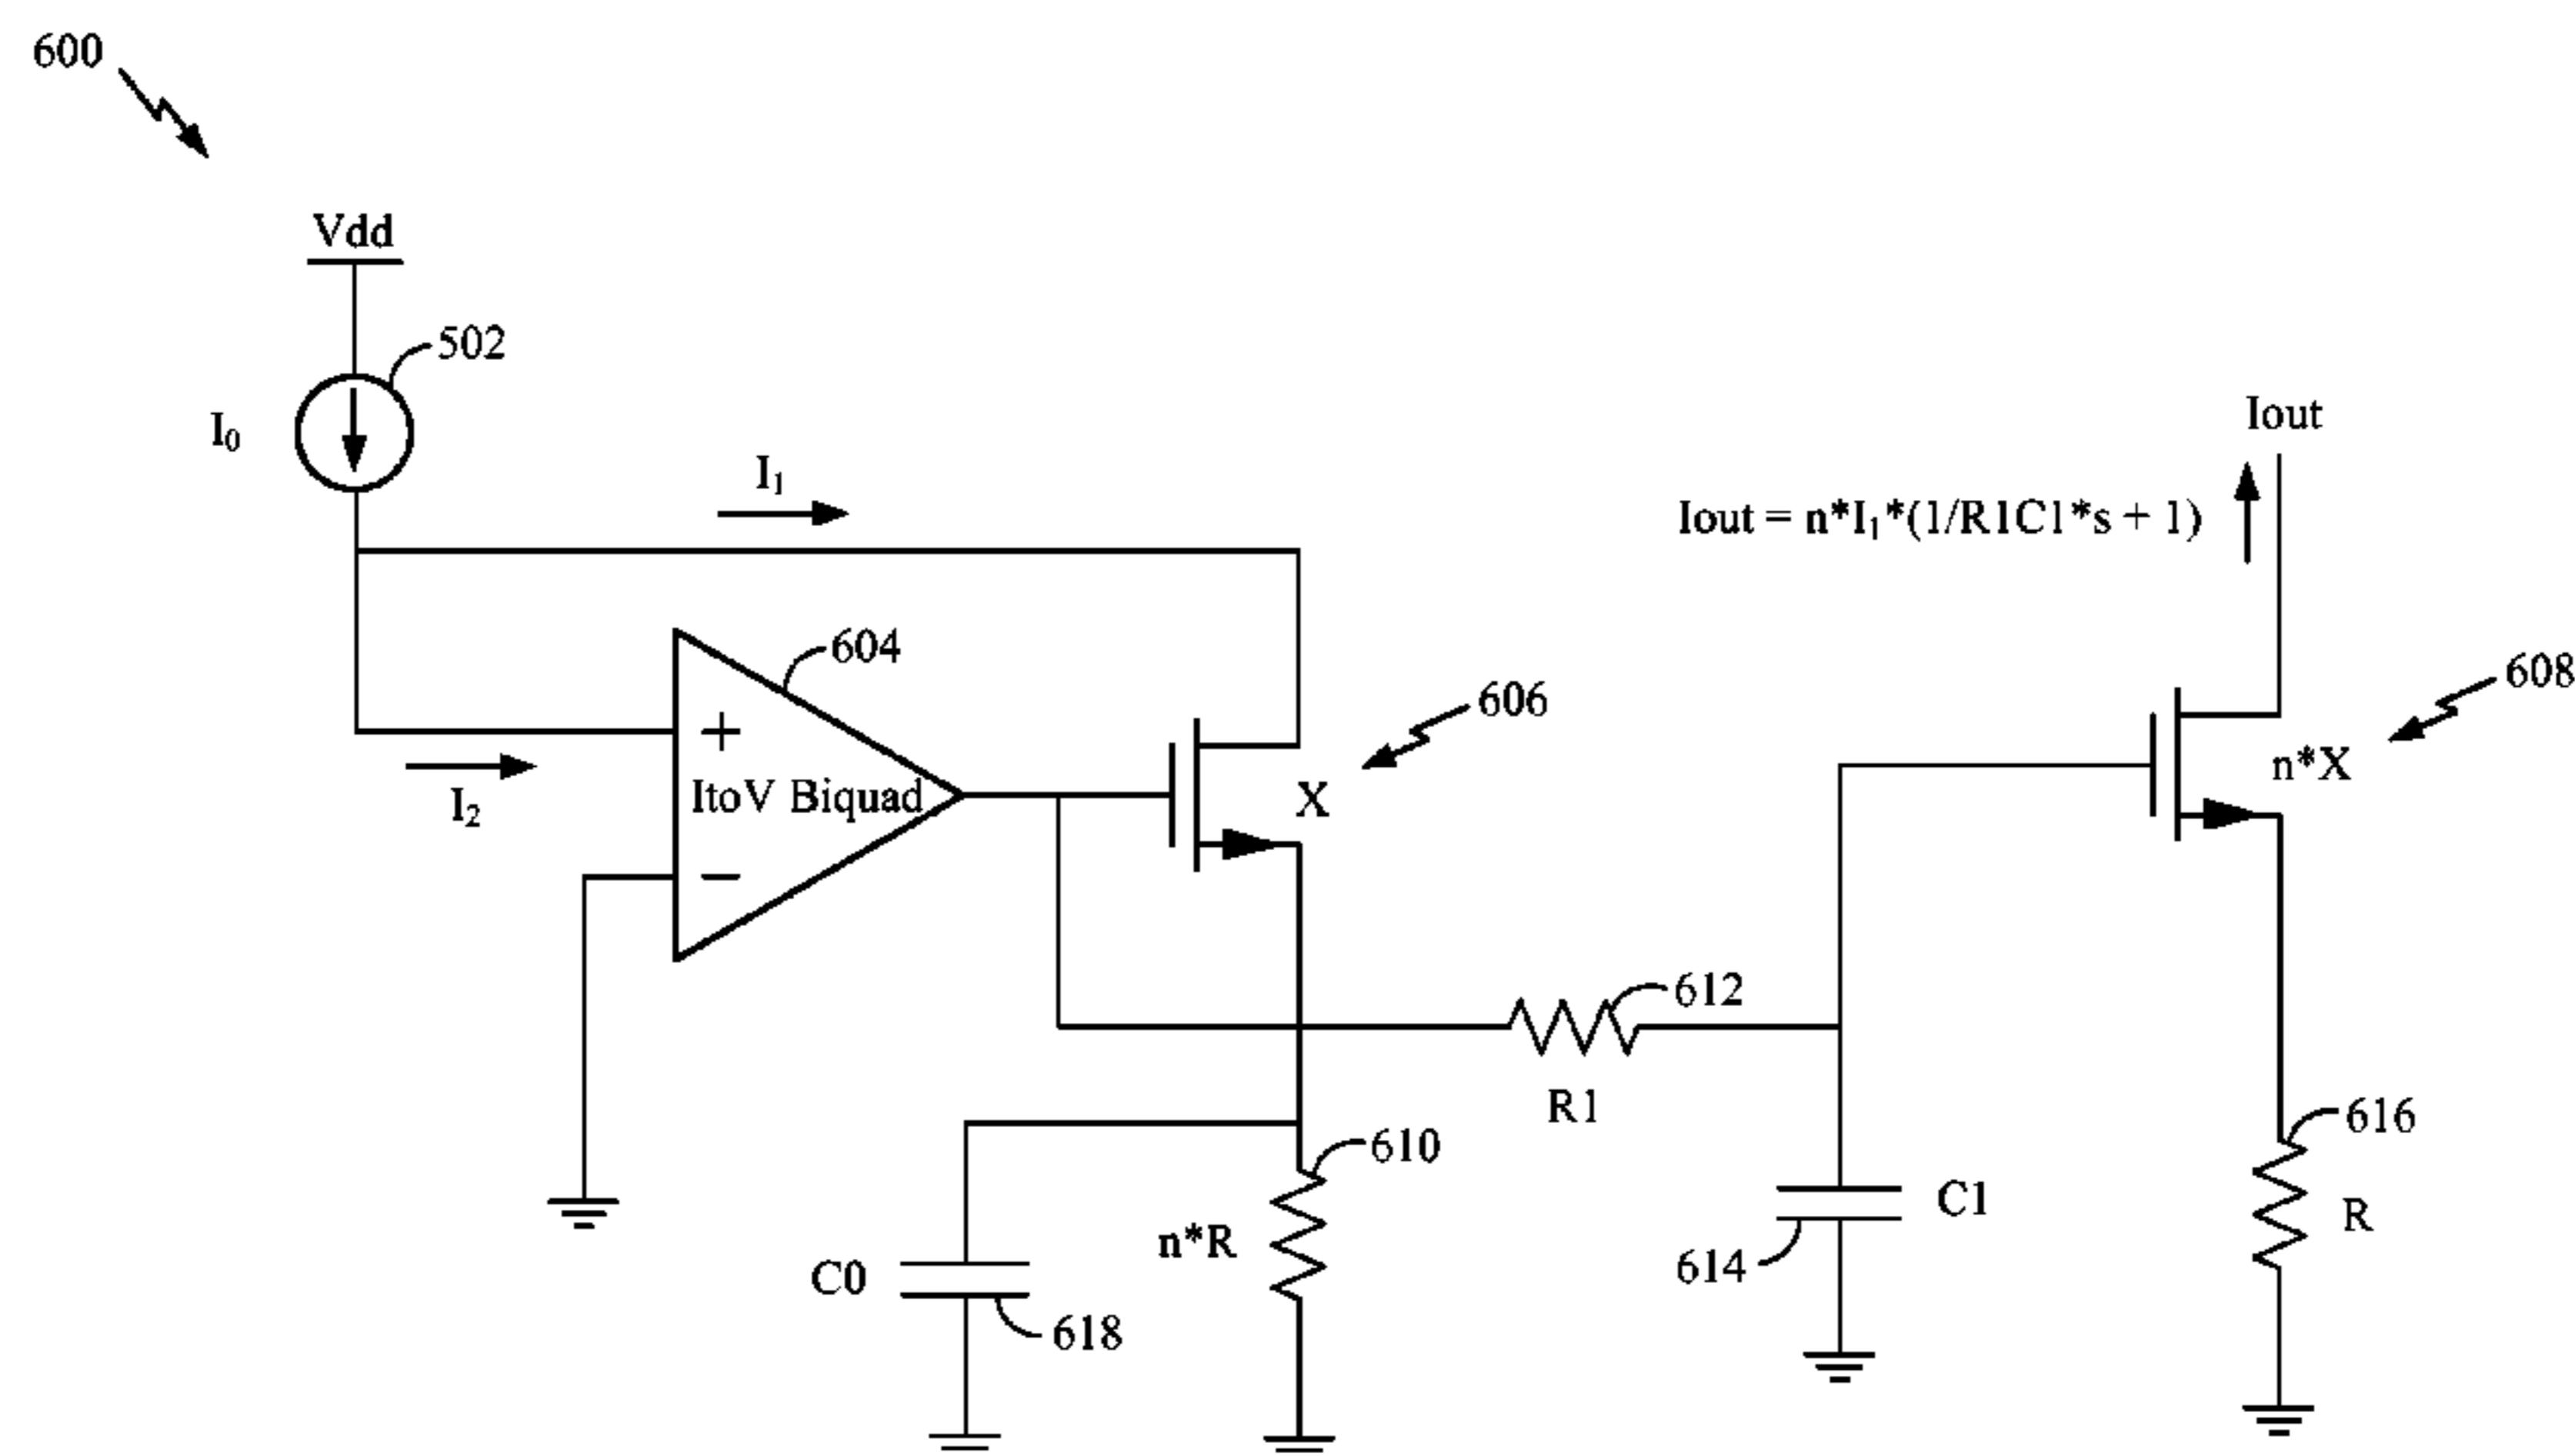 600
Vdd
502
I₀
I₁
Iout
Iout = n*I₁*(1/R1C1*s + 1)
604
606
608
+
ItoV Biquad
X
n*X
I₂
−
612
R1
610
616
C1
n*R
R
C0
614
618